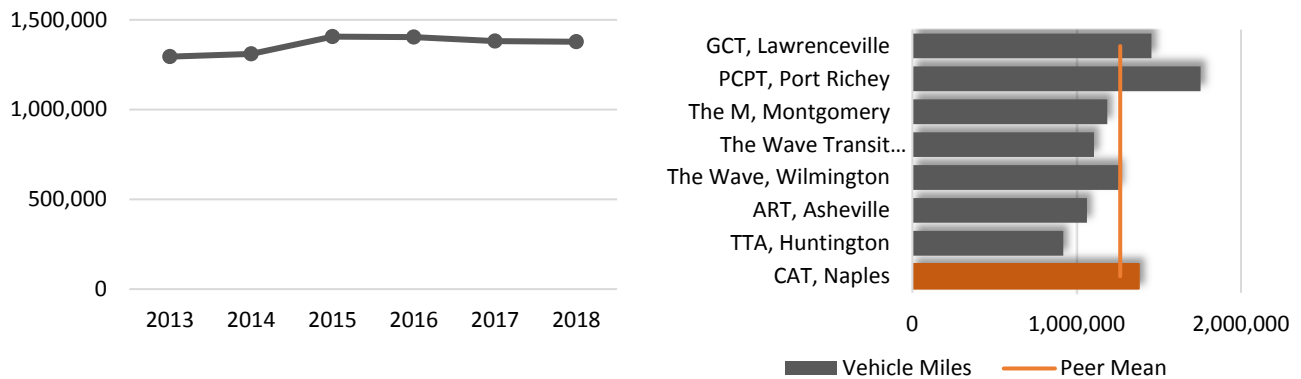 1,500,000
1,000,000
500,000
0
2013 2014 2015 2016 2017 2018
GCT, Lawrenceville
PCPT, Port Richey
The M, Montgomery
The Wave Transit...
The Wave, Wilmington
ART, Asheville
TTA, Huntington
CAT, Naples
0 1,000,000 2,000,000
Vehicle Miles Peer Mean